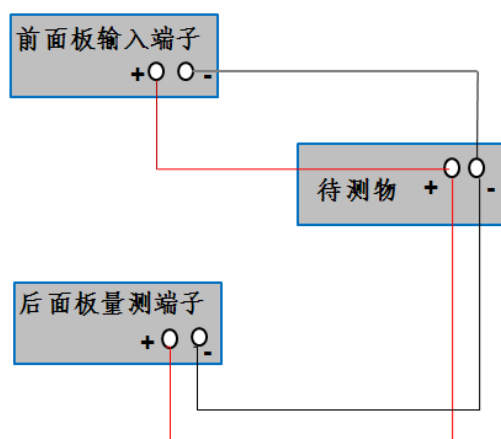 前面板输入端子
+ -
待测物 + -
后面板量测端子
+ -